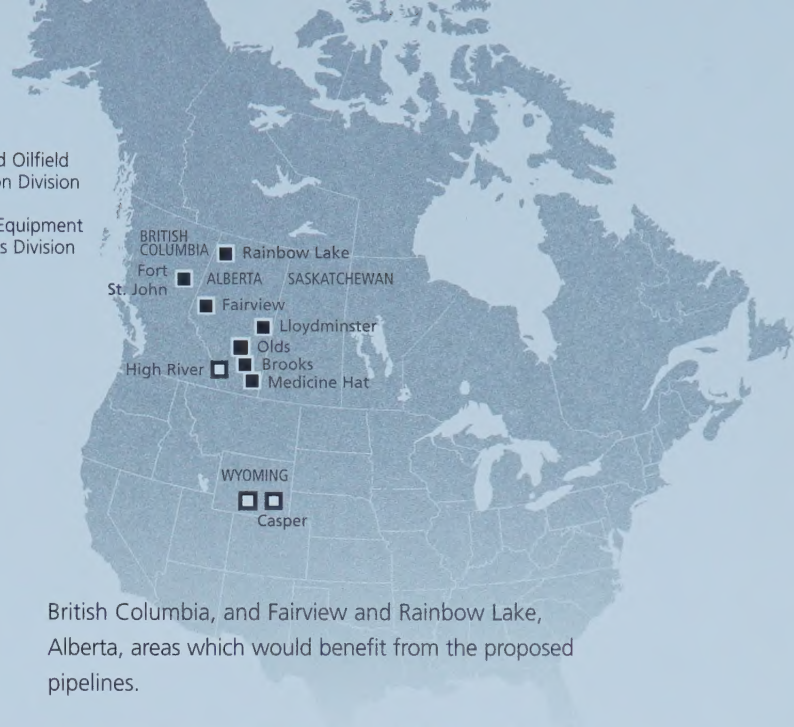 d Oilfield
on Division
Equipment
s Division
BRITISH
COLUMBIA
Rainbow Lake
Fort
St. John
ALBERTA
SASKATCHEWAN
Fairview
Lloydminster
Olds
Brooks
High River
Medicine Hat
WYOMING
Casper
British Columbia, and Fairview and Rainbow Lake,
Alberta, areas which would benefit from the proposed
pipelines.